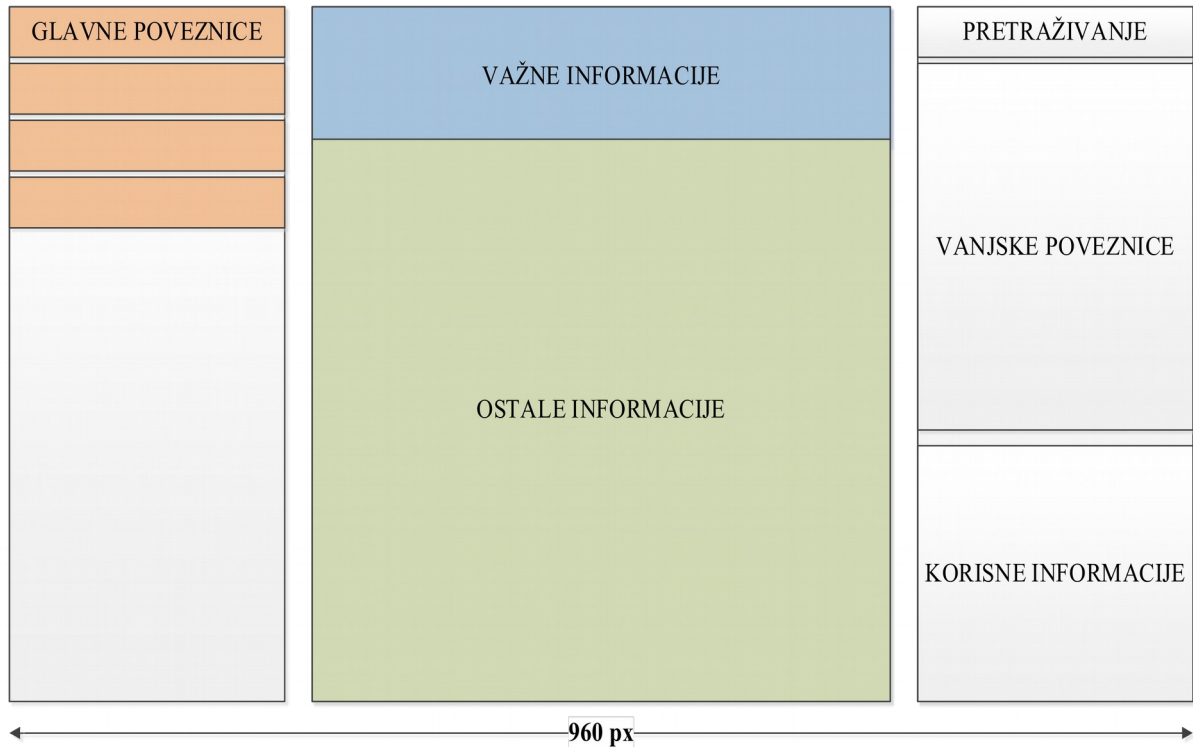 GLAVNE POVEZNICE
VAŽNE INFORMACIJE
OSTALE INFORMACIJE
PRETRAŽIVANJE
VANJSKE POVEZNICE
KORISNE INFORMACIJE
960 px